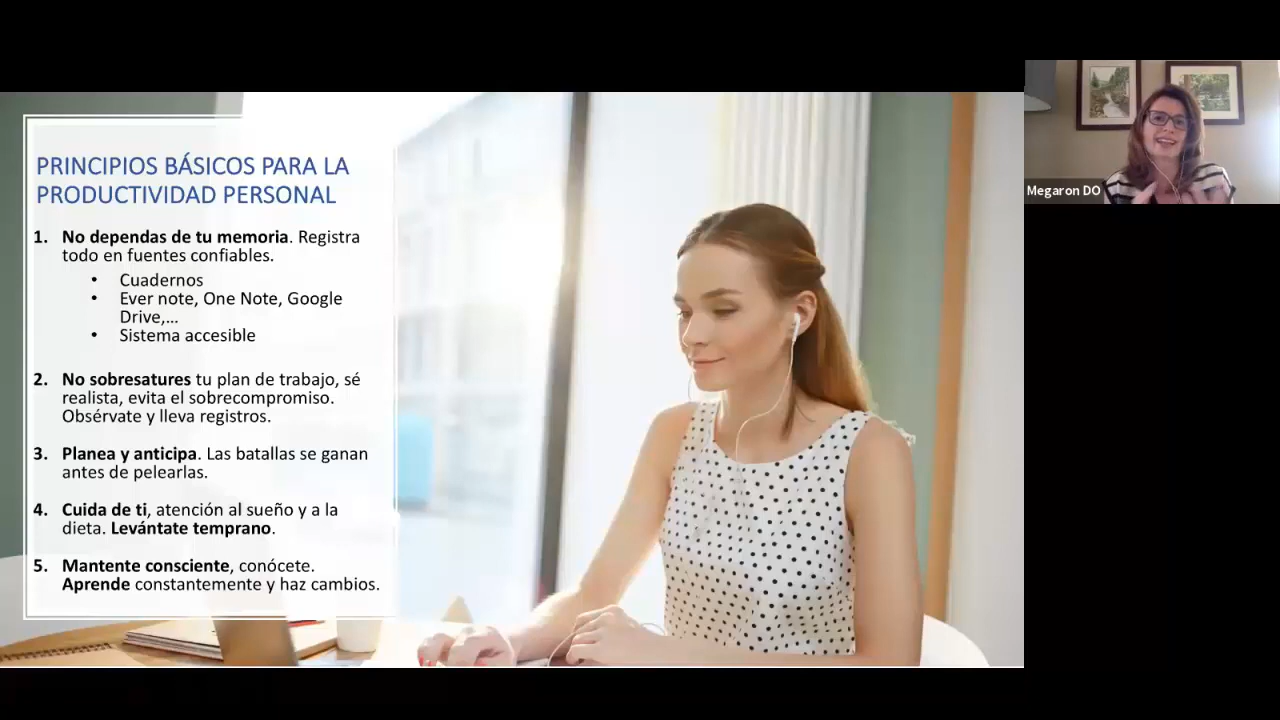 PRINCIPIOS BÁSICOS PARA LA
PRODUCTIVIDAD PERSONAL
1. No dependas de tu memoria. Registra
todo en fuentes confiables.
• Cuadernos
• Ever note, One Note, Google
Drive,...
• Sistema accesible
2. No sobresatures tu plan de trabajo, sé
realista, evita el sobrecompromiso.
Obsérvate y lleva registros.
3. Planea y anticipa. Las batallas se ganan
antes de pelearlas.
4. Cuida de ti, atención al sueño y a la
dieta. Levántate temprano.
5. Mantente consciente, conócete.
Aprende constantemente y haz cambios.
Megaron DO